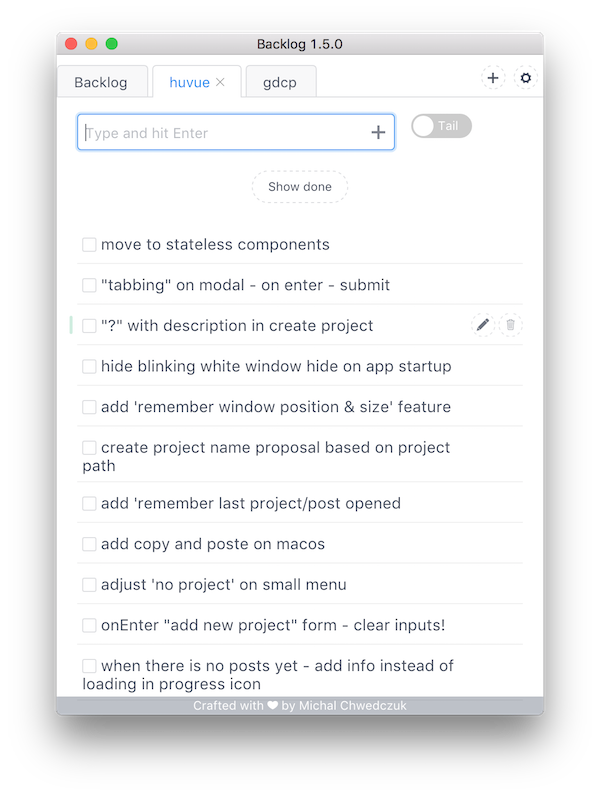 Backlog 1.5.0
Backlog
huvue
gdcp
Type and hit Enter
Tail
Show done
move to stateless components
"tabbing" on modal - on enter - submit
"?" with description in create project
hide blinking white window hide on app startup
add 'remember window position & size' feature
create project name proposal based on project
path
add 'remember last project/post opened
add copy and poste on macos
adjust 'no project' on small menu
onEnter "add new project" form - clear inputs!
when there is no posts yet - add info instead of
loading in progress icon
Crafted with ❤ by Michal Chwedczuk